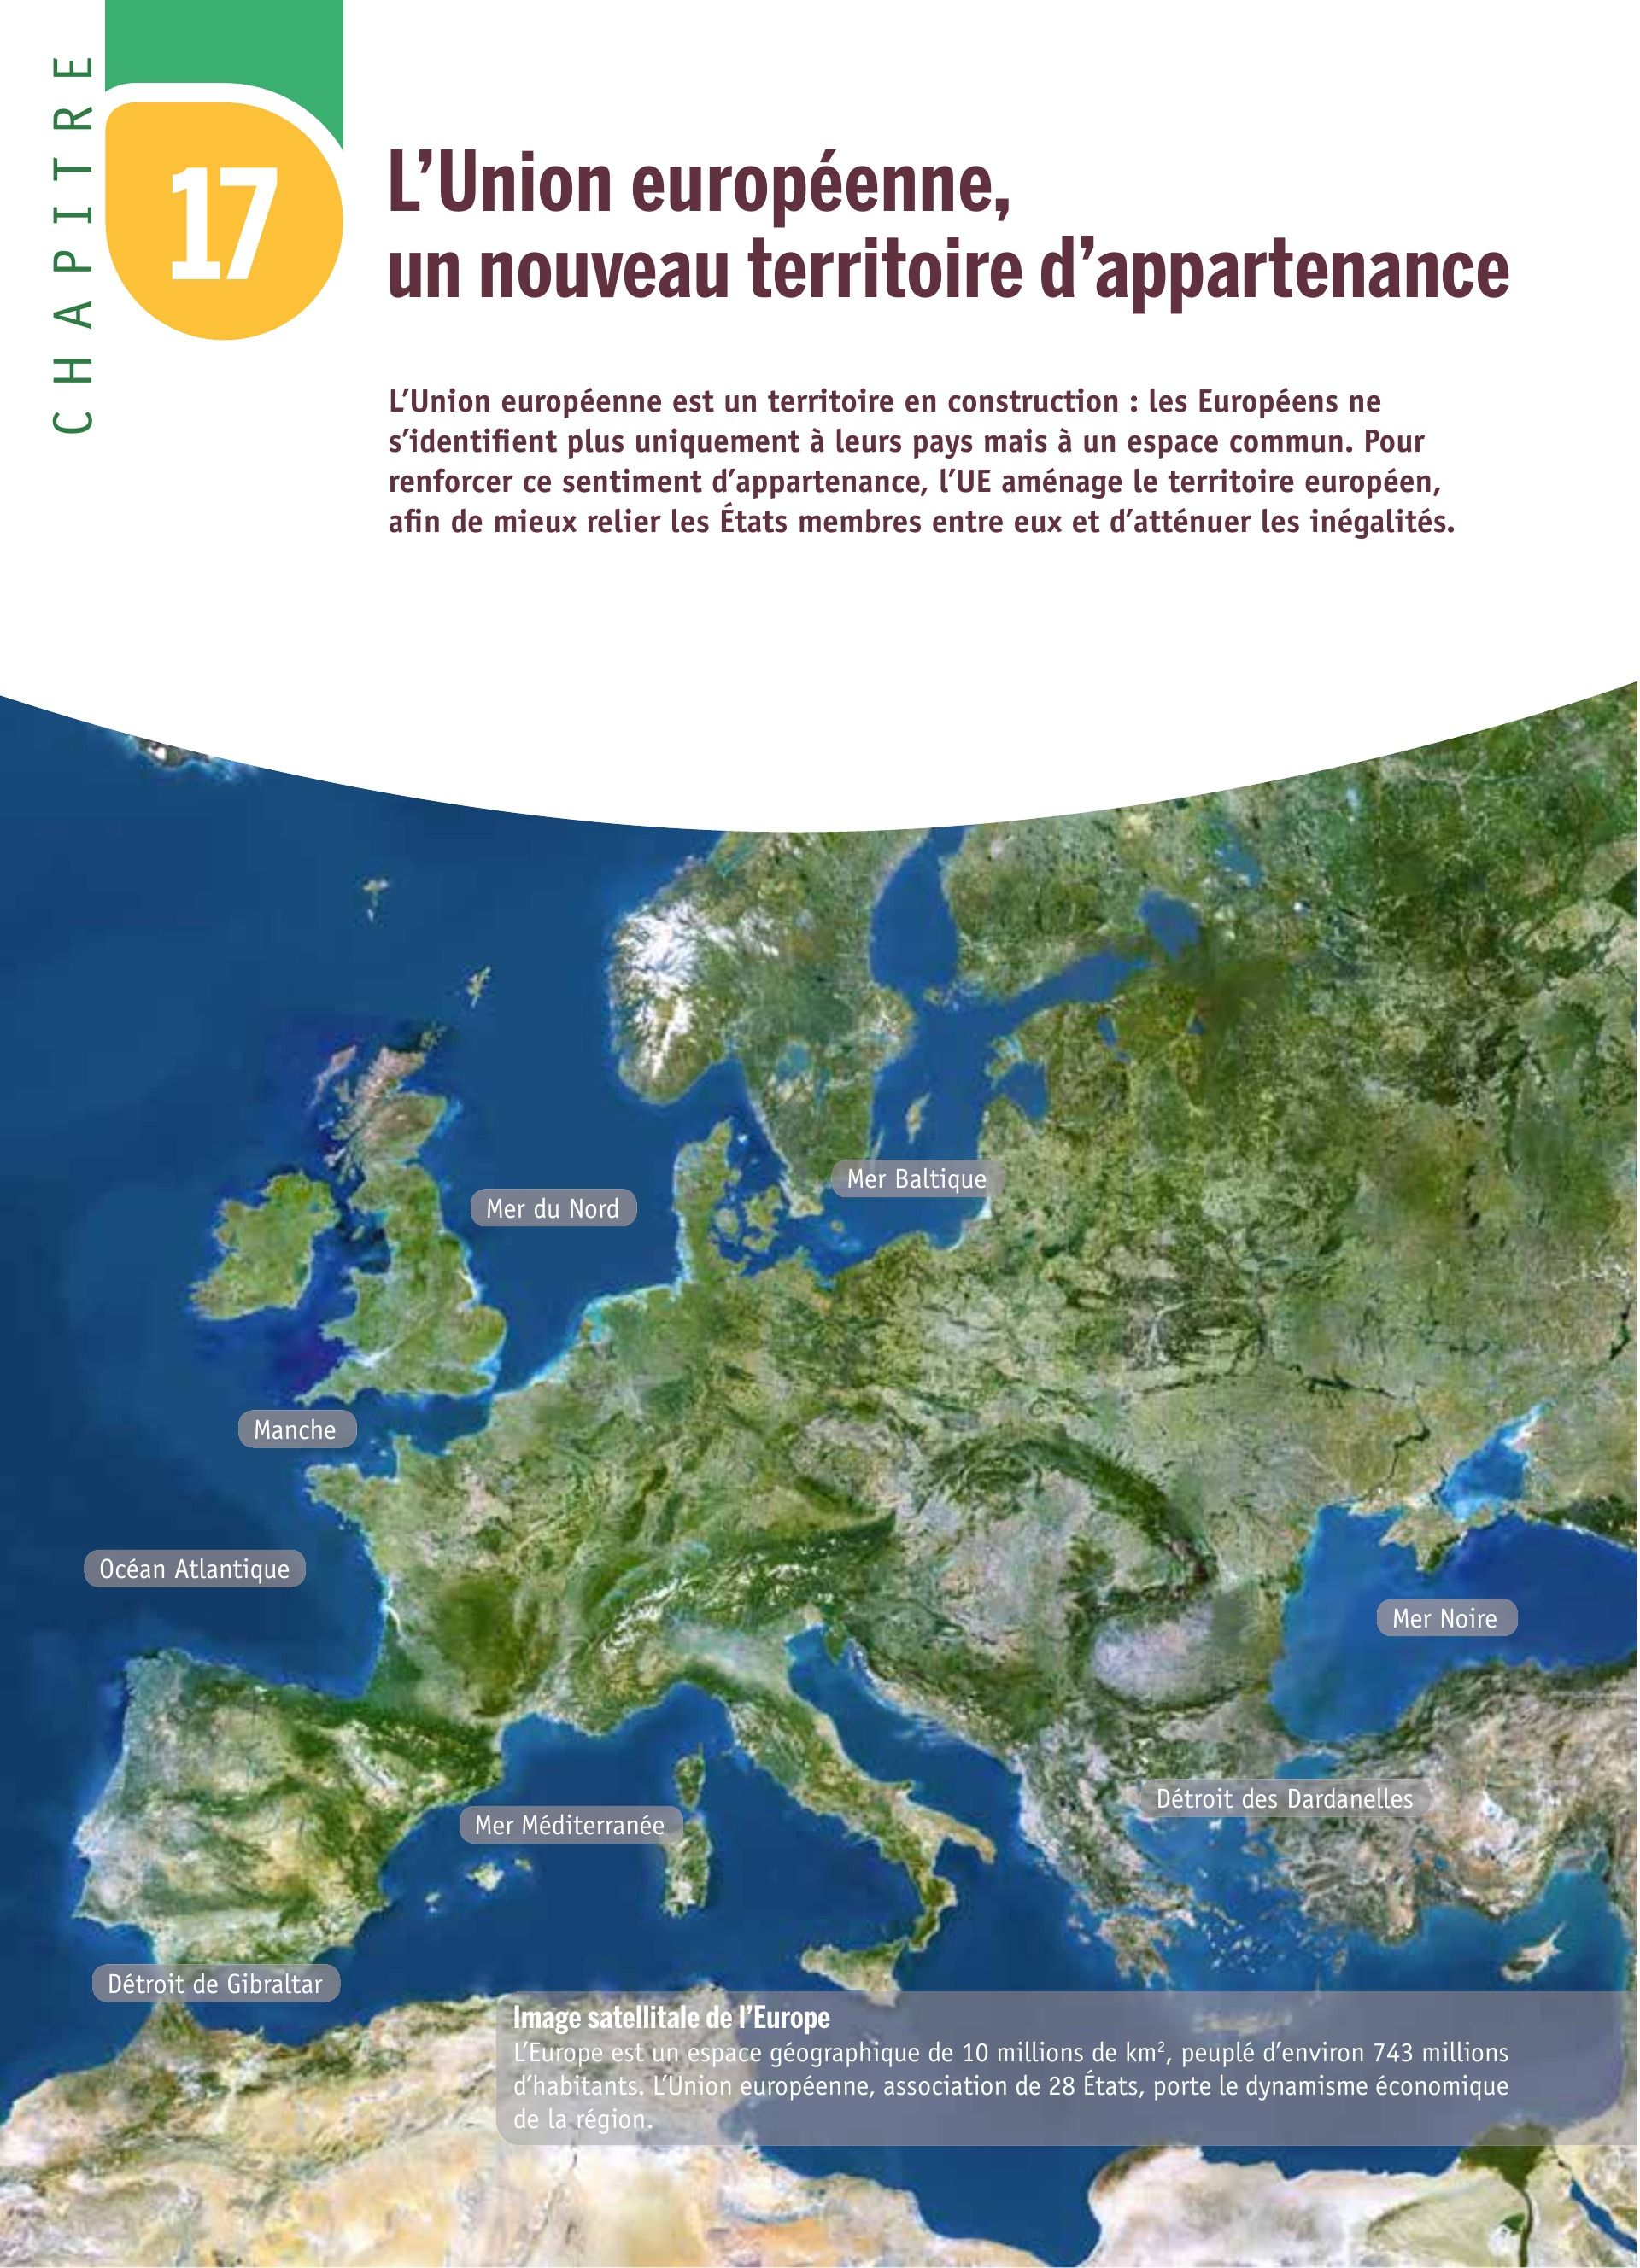 CHAPITRE
17
L’Union européenne,
un nouveau territoire d’appartenance
L’Union européenne est un territoire en construction : les Européens ne
s’identifient plus uniquement à leurs pays mais à un espace commun. Pour
renforcer ce sentiment d’appartenance, l’UE aménage le territoire européen,
afin de mieux relier les États membres entre eux et d’atténuer les inégalités.
Mer Baltique
Mer du Nord
Manche
Océan Atlantique
Mer Noire
Détroit des Dardanelles
Mer Méditerranée
Détroit de Gibraltar
Image satellitale de l’Europe
L’Europe est un espace géographique de 10 millions de km², peuplé d’environ 743 millions
d’habitants. L’Union européenne, association de 28 États, porte le dynamisme économique
de la région.